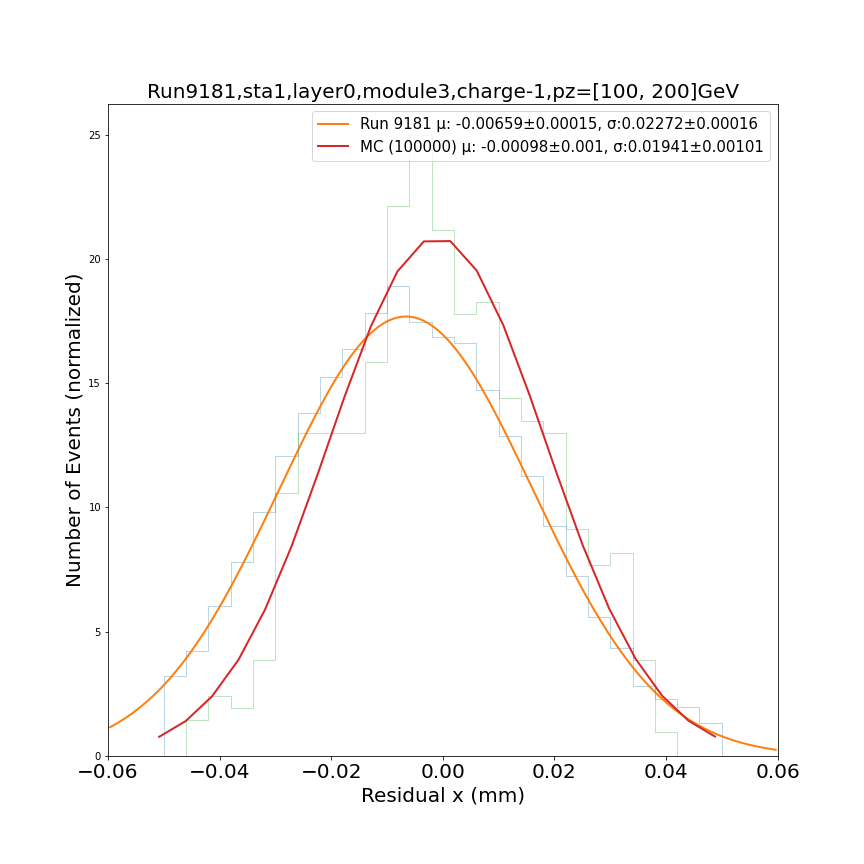 Run9181,sta1,layer0,module3,charge-1,pz=[100, 200]GeV
Run 9181 μ: -0.00659±0.00015, σ:0.02272±0.00016
MC (100000) μ: -0.00098±0.001, σ:0.01941±0.00101
Number of Events (normalized)
25
20
15
10
5
0
−0.06
−0.04
−0.02
0.00
0.02
0.04
0.06
Residual x (mm)